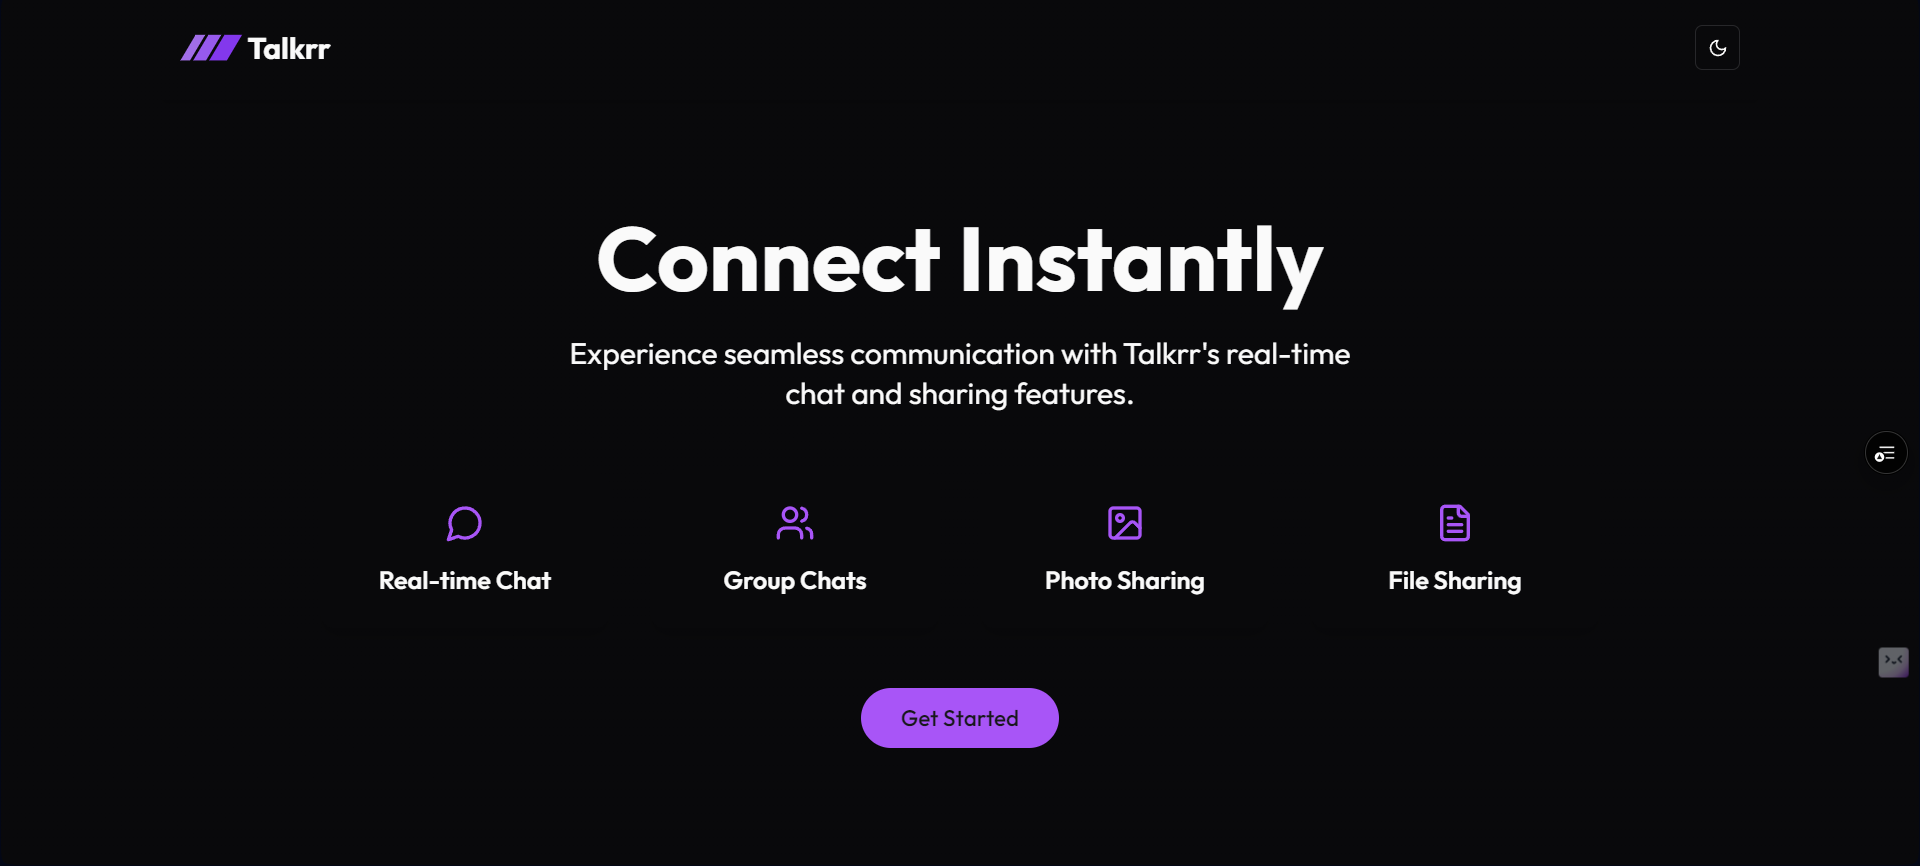 Talkrr
Connect Instantly
Experience seamless communication with Talkrr's real-time
chat and sharing features.
Real-time Chat
Group Chats
Photo Sharing
File Sharing
Get Started